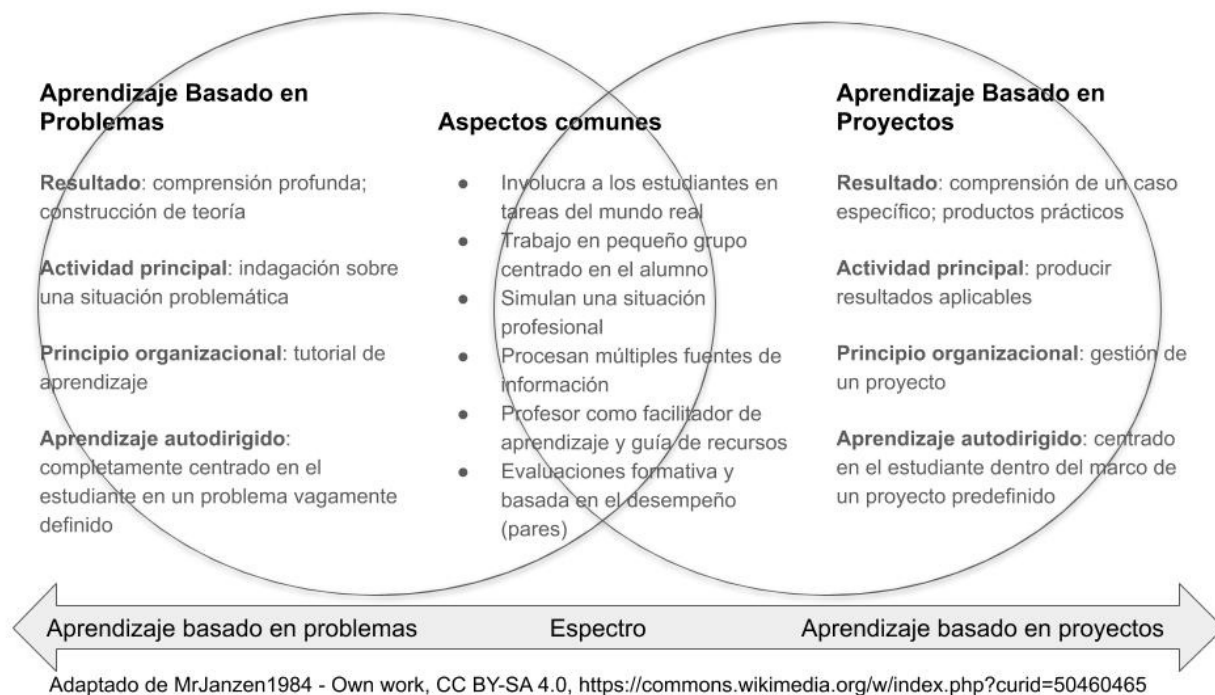 Aprendizaje Basado en
Problemas
Resultado: comprensión profunda;
construcción de teoría
Actividad principal: indagación sobre
una situación problemática
Principio organizacional: tutorial de
aprendizaje
Aprendizaje autodirigido:
completamente centrado en el
estudiante en un problema vagamente
definido
Aspectos comunes
● Involucra a los estudiantes en
tareas del mundo real
● Trabajo en pequeño grupo
centrado en el alumno
● Simulan una situación
profesional
● Procesan múltiples fuentes de
información
● Profesor como facilitador de
aprendizaje y guía de recursos
● Evaluaciones formativa y
basada en el desempeño
(pares)
Aprendizaje Basado en
Proyectos
Resultado: comprensión de un caso
específico; productos prácticos
Actividad principal: producir
resultados aplicables
Principio organizacional: gestión de
un proyecto
Aprendizaje autodirigido: centrado
en el estudiante dentro del marco de
un proyecto predefinido
Aprendizaje basado en problemas
Espectro
Aprendizaje basado en proyectos
Adaptado de MrJanzen1984 - Own work, CC BY-SA 4.0, https://commons.wikimedia.org/w/index.php?curid=50460465